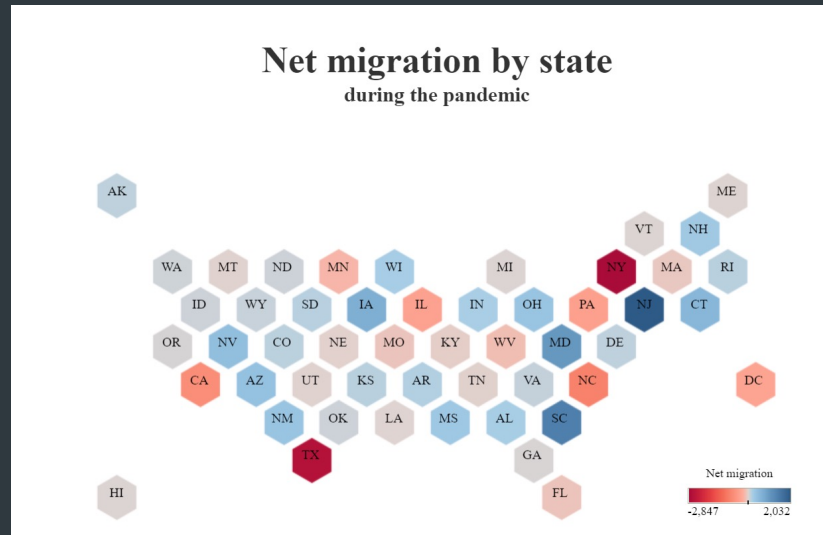 Net migration by state
during the pandemic
AK ME
VT NH
WA MT ND MN WI MI NY MA RI
ID WY SD IA IL IN OH PA NJ CT
OR NV CO NE MO KY WV MD DE
CA AZ UT KS AR TN VA NC DC
NM OK LA MS AL SC
TX GA
HI FL
Net migration
-2,847 2,032